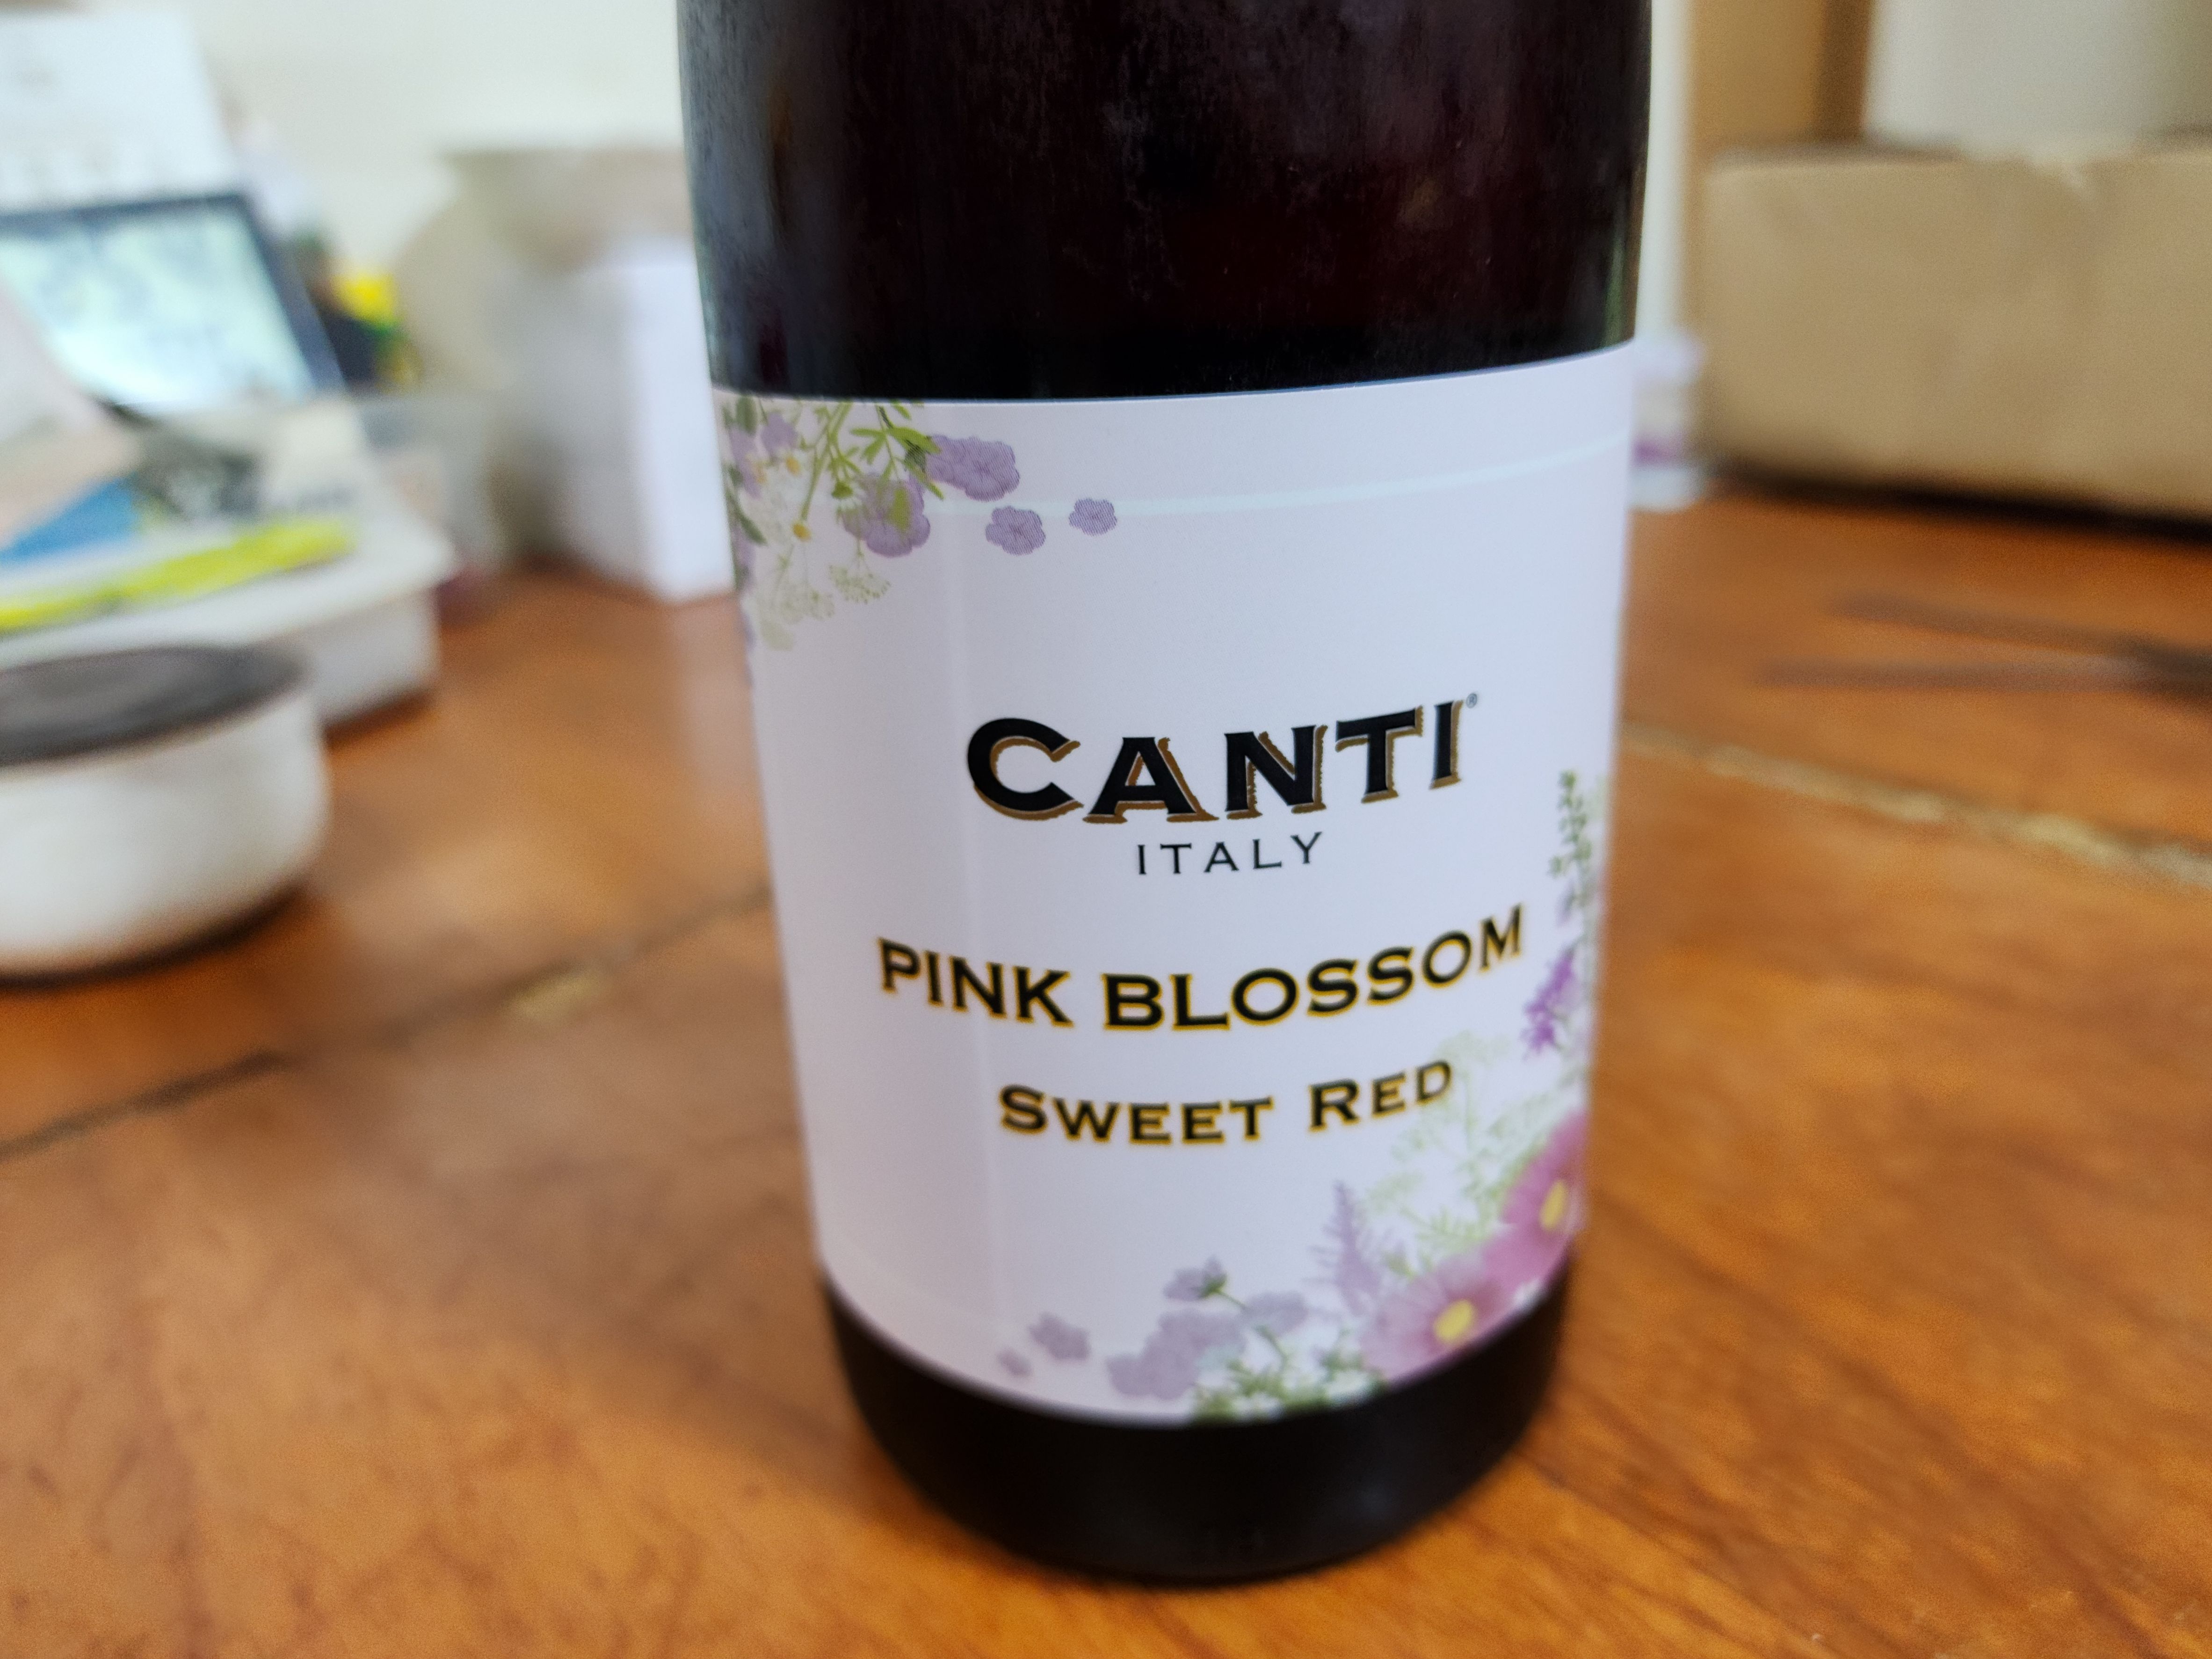 CANTI®
ITALY
PINK BLOSSOM
SWEET RED